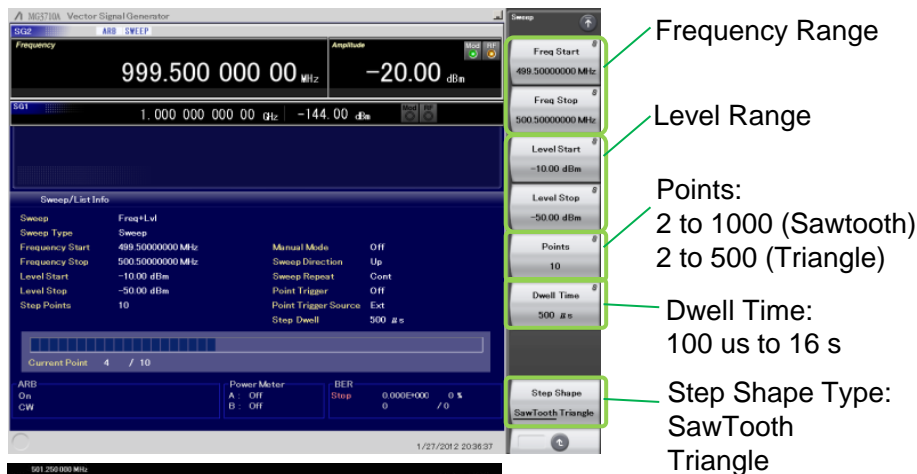 MG3710A Vector Signal Generator
SG2 ARB SWEEP
Frequency Amplitude Mod RF
999.500 000 00 MHz -20.00 dBm
SG1 1. 000 000 000 00 GHz -144. 00 dBm Mod RF
Sweep/List Info
Sweep Freq+Lvl
Sweep Type Sweep
Frequency Start 499.50000000 MHz Manual Mode Off
Frequency Stop 500.50000000 MHz Sweep Direction Up
Level Start -10.00 dBm Sweep Repeat Cont
Level Stop -50.00 dBm Point Trigger Off
Step Points 10 Point Trigger Source Ext
Step Dwell 500 µs
Current Point 4 / 10
ARB Power Meter BER
On A : Off Stop 0.000E+000 0 %
CW B : Off 0 / 0
1/27/2012 20:36:37
501.250 000 MHz
Sweep
Freq Start
499.50000000 MHz
Freq Stop
500.50000000 MHz
Level Start
-10.00 dBm
Level Stop
-50.00 dBm
Points
10
Dwell Time
500 µs
Step Shape
SawTooth Triangle
Frequency Range
Level Range
Points:
2 to 1000 (Sawtooth)
2 to 500 (Triangle)
Dwell Time:
100 us to 16 s
Step Shape Type:
SawTooth
Triangle